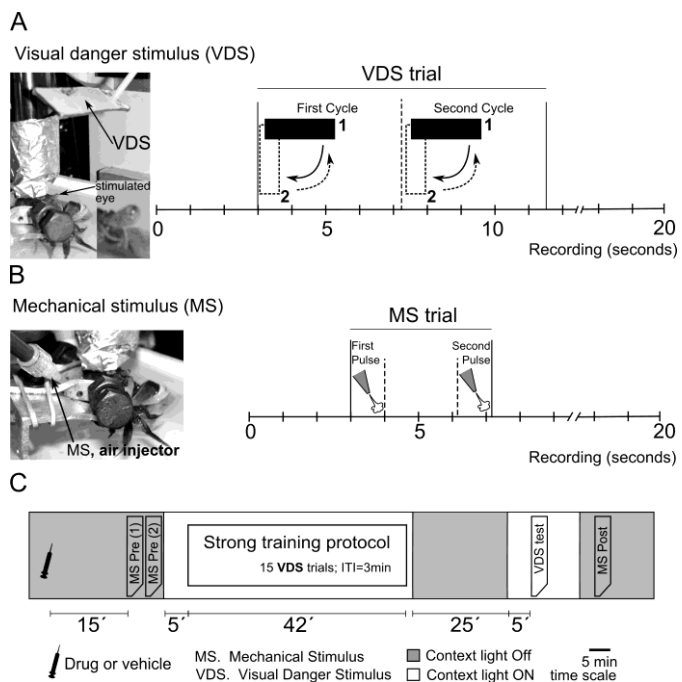 A
Visual danger stimulus (VDS)
VDS trial
First Cycle
Second Cycle
1
1
VDS
stimulated
eye
2
2
0
5
10
20
Recording (seconds)
B
Mechanical stimulus (MS)
MS trial
First
Pulse
Second
Pulse
MS, air injector
0
5
20
Recording (seconds)
C
MS Pre (1)
MS Pre (2)
Strong training protocol
15 VDS trials; ITI=3min
VDS test
MS Post
15´
5´
42´
25´
5´
Drug or vehicle
MS. Mechanical Stimulus
VDS. Visual Danger Stimulus
Context light Off
Context light ON
5 min
time scale